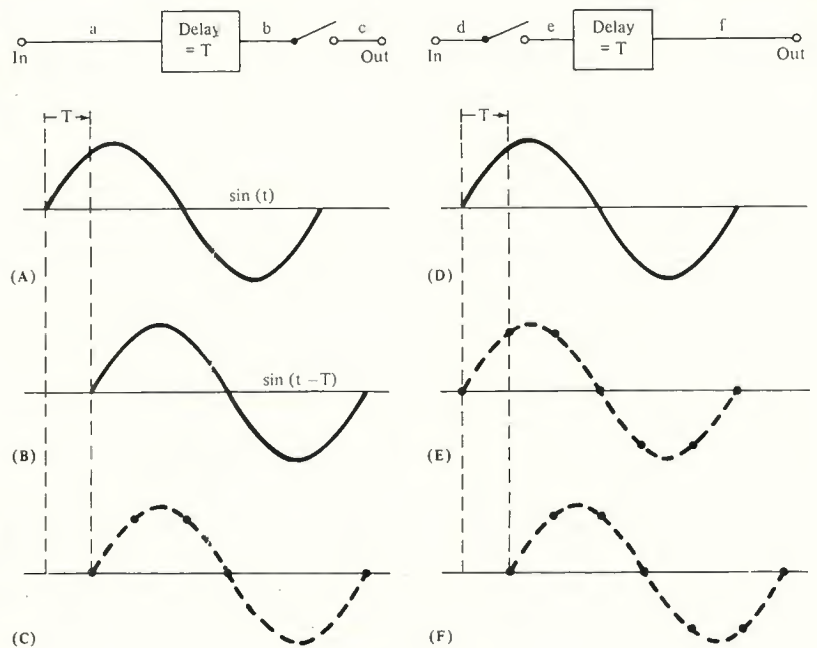 a
Delay
= T
b
c
In
Out
d
e
Delay
= T
f
In
Out
T
T
sin (t)
(A)
(D)
sin (t − T)
(B)
(E)
(C)
(F)